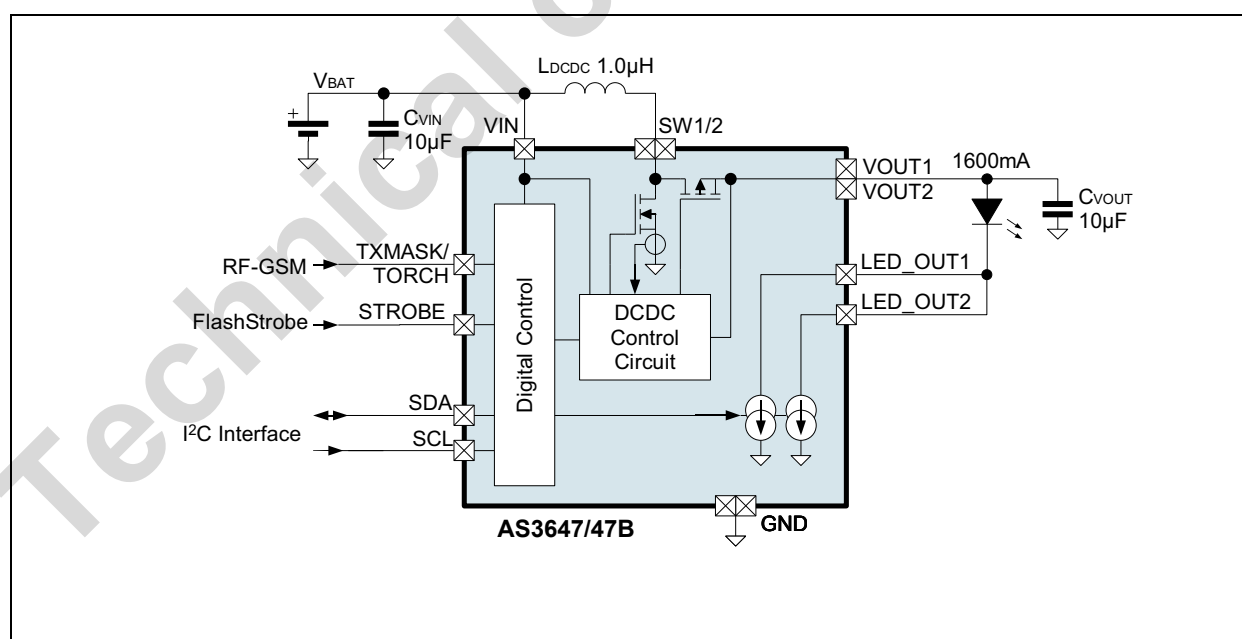 Technical c
LDCDC 1.0µH
VBAT
+
CVIN
10µF
VIN
SW1/2
VOUT1
VOUT2
1600mA
CVOUT
10µF
RF-GSM
TXMASK/
TORCH
LED_OUT1
FlashStrobe
STROBE
LED_OUT2
Digital Control
DCDC
Control
Circuit
I²C Interface
SDA
SCL
AS3647/47B
GND